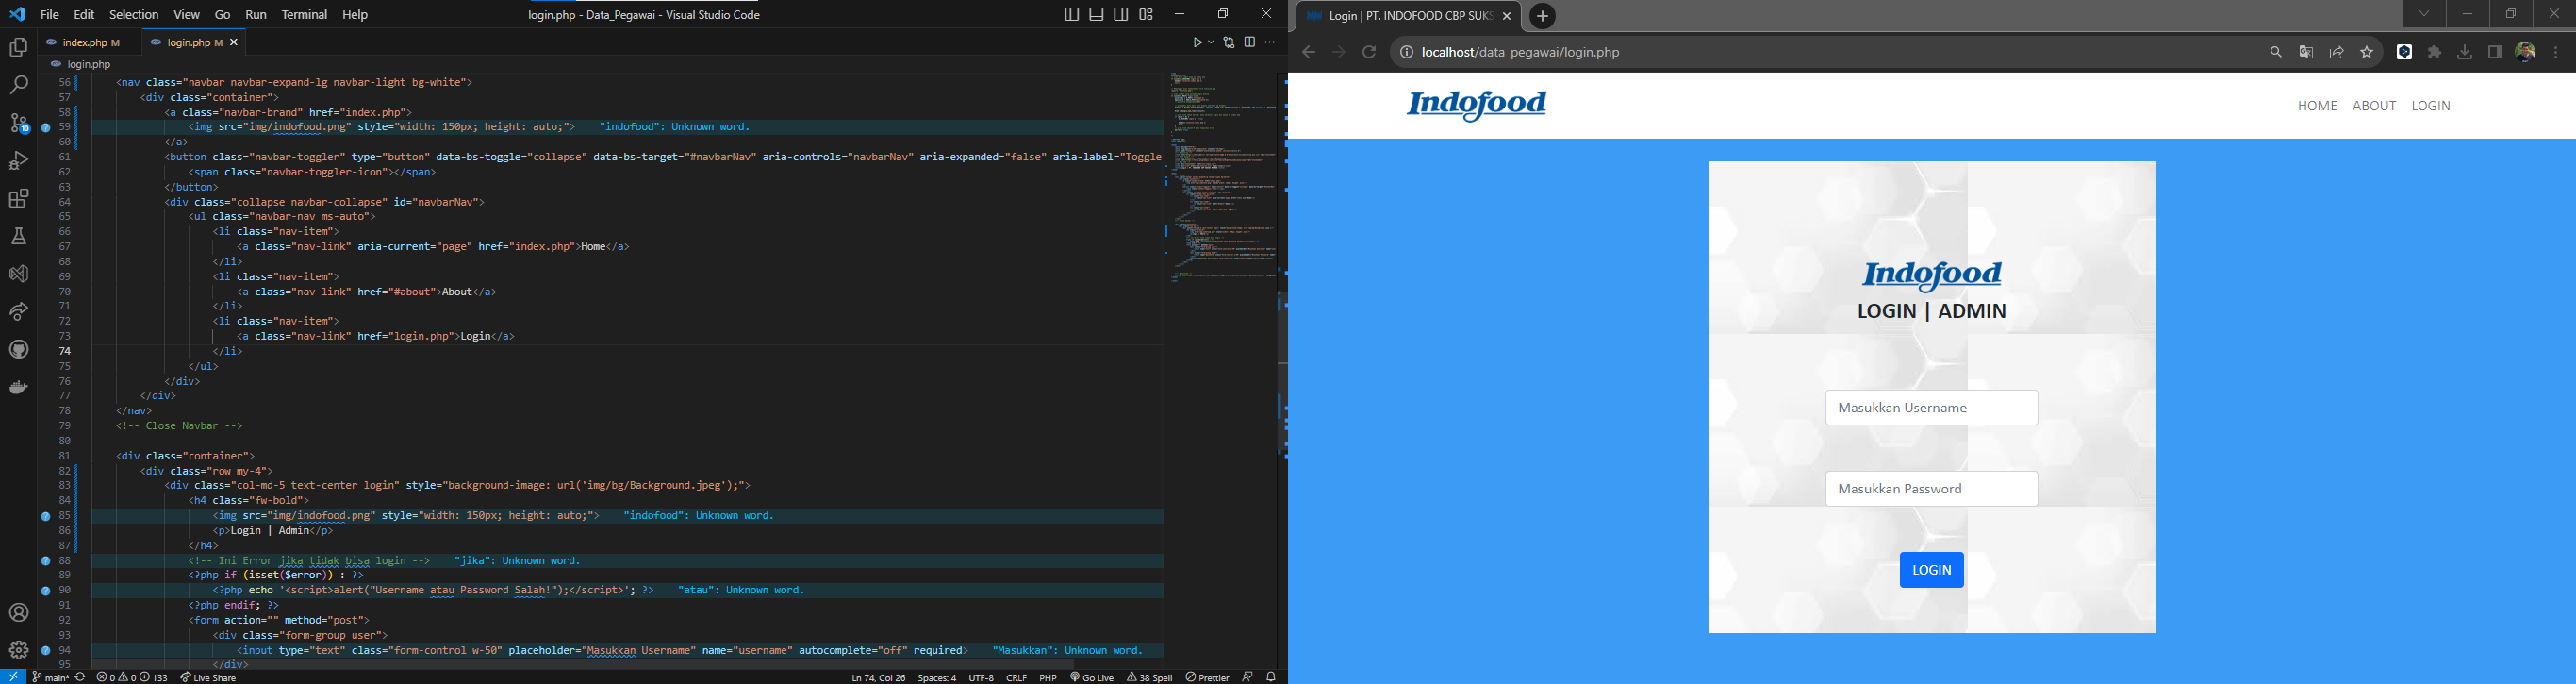 File Edit Selection View Go Run Terminal Help
login.php - Data_Pegawai - Visual Studio Code
index.php M
login.php M
login.php
56 <nav class="navbar navbar-expand-lg navbar-light bg-white">
57 <div class="container">
58 <a class="navbar-brand" href="index.php">
59 <img src="img/indofood.png" style="width: 150px; height: auto;"> "indofood": Unknown word.
60 </a>
61 <button class="navbar-toggler" type="button" data-bs-toggle="collapse" data-bs-target="#navbarNav" aria-controls="navbarNav" aria-expanded="false" aria-label="Toggle
62 <span class="navbar-toggler-icon"></span>
63 </button>
64 <div class="collapse navbar-collapse" id="navbarNav">
65 <ul class="navbar-nav ms-auto">
66 <li class="nav-item">
67 <a class="nav-link" aria-current="page" href="index.php">Home</a>
68 </li>
69 <li class="nav-item">
70 <a class="nav-link" href="#about">About</a>
71 </li>
72 <li class="nav-item">
73 <a class="nav-link" href="login.php">Login</a>
74 </li>
75 </ul>
76 </div>
77 </div>
78 </nav>
79 <!-- Close Navbar -->
80
81 <div class="container">
82 <div class="row my-4">
83 <div class="col-md-5 text-center login" style="background-image: url('img/bg/Background.jpeg');">
84 <h4 class="fw-bold">
85 <img src="img/indofood.png" style="width: 150px; height: auto;"> "indofood": Unknown word.
86 <p>Login | Admin</p>
87 </h4>
88 <!-- Ini Error jika tidak bisa login --> "jika": Unknown word.
89 <?php if (isset($error)) : ?>
90 <?php echo '<script>alert("Username atau Password Salah!");</script>'; ?> "atau": Unknown word.
91 <?php endif; ?>
92 <form action="" method="post">
93 <div class="form-group user">
94 <input type="text" class="form-control w-50" placeholder="Masukkan Username" name="username" autocomplete="off" required> "Masukkan": Unknown word.
95 </div>
10
main* 0 0 133 Live Share
Ln 74, Col 26 Spaces: 4 UTF-8 CRLF PHP Go Live 38 Spell Prettier
Login | PT. INDOFOOD CBP SUKS
localhost/data_pegawai/login.php
Indofood
HOME ABOUT LOGIN
Indofood
LOGIN | ADMIN
Masukkan Username
Masukkan Password
LOGIN